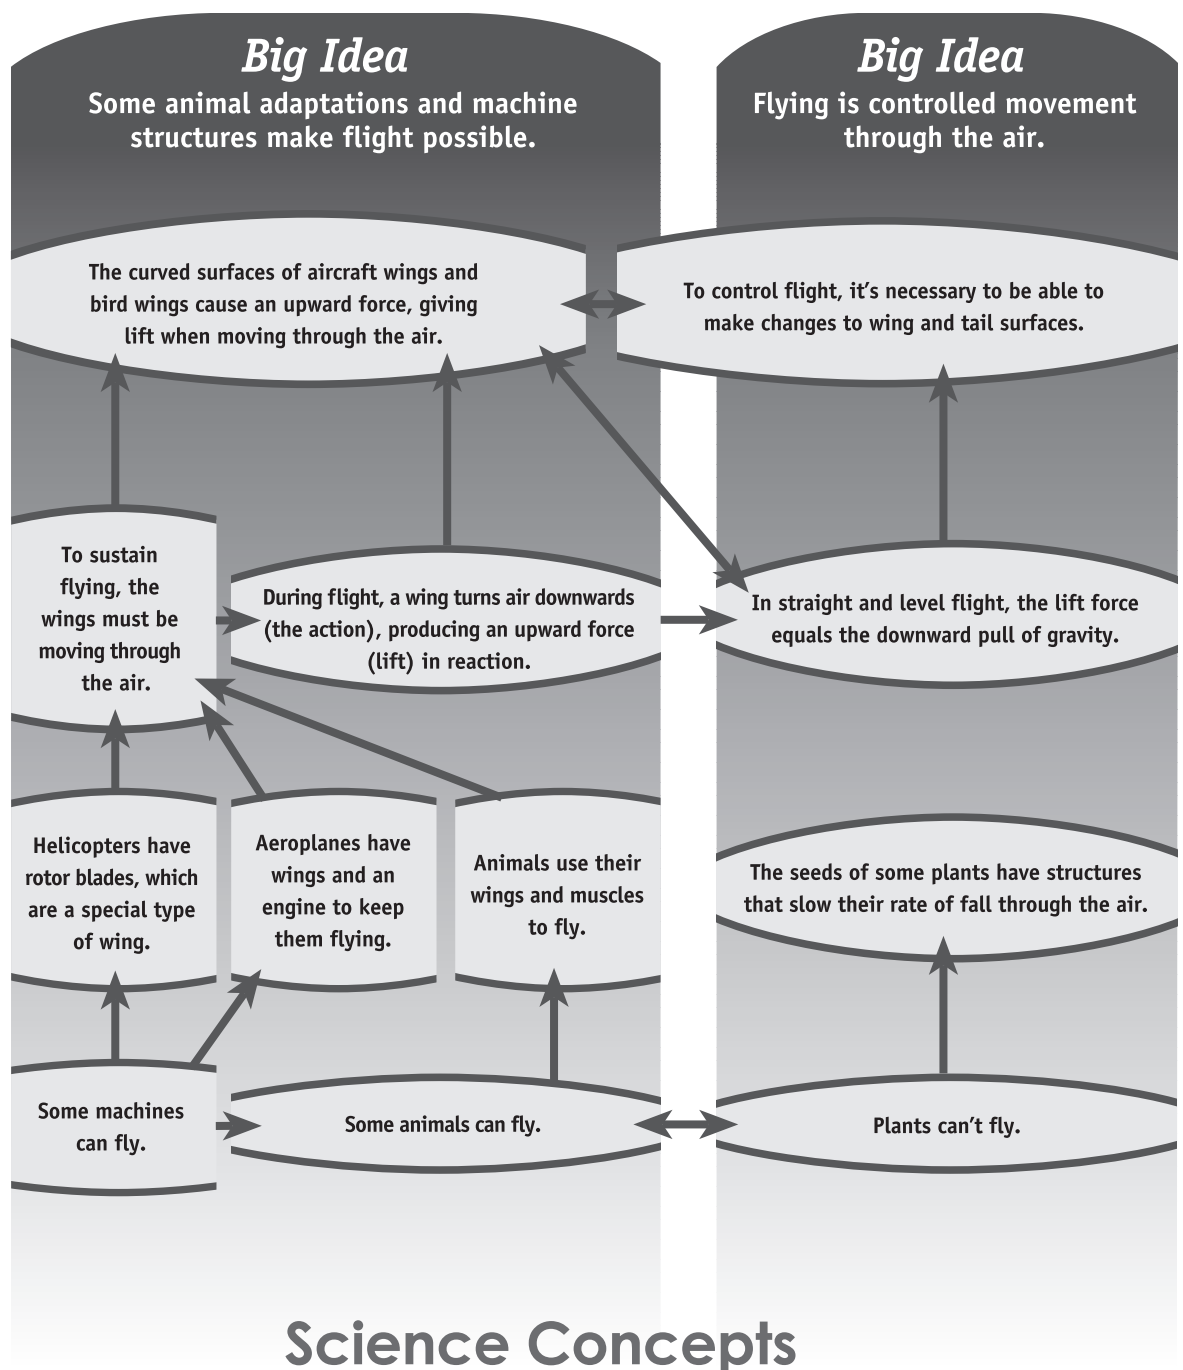 Big Idea
Some animal adaptations and machine
structures make flight possible.
Big Idea
Flying is controlled movement
through the air.
The curved surfaces of aircraft wings and
bird wings cause an upward force, giving
lift when moving through the air.
To control flight, it's necessary to be able to
make changes to wing and tail surfaces.
To sustain
flying, the
wings must be
moving through
the air.
During flight, a wing turns air downwards
(the action), producing an upward force
(lift) in reaction.
In straight and level flight, the lift force
equals the downward pull of gravity.
Helicopters have
rotor blades, which
are a special type
of wing.
Aeroplanes have
wings and an
engine to keep
them flying.
Animals use their
wings and muscles
to fly.
The seeds of some plants have structures
that slow their rate of fall through the air.
Some machines
can fly.
Some animals can fly.
Plants can't fly.
Science Concepts